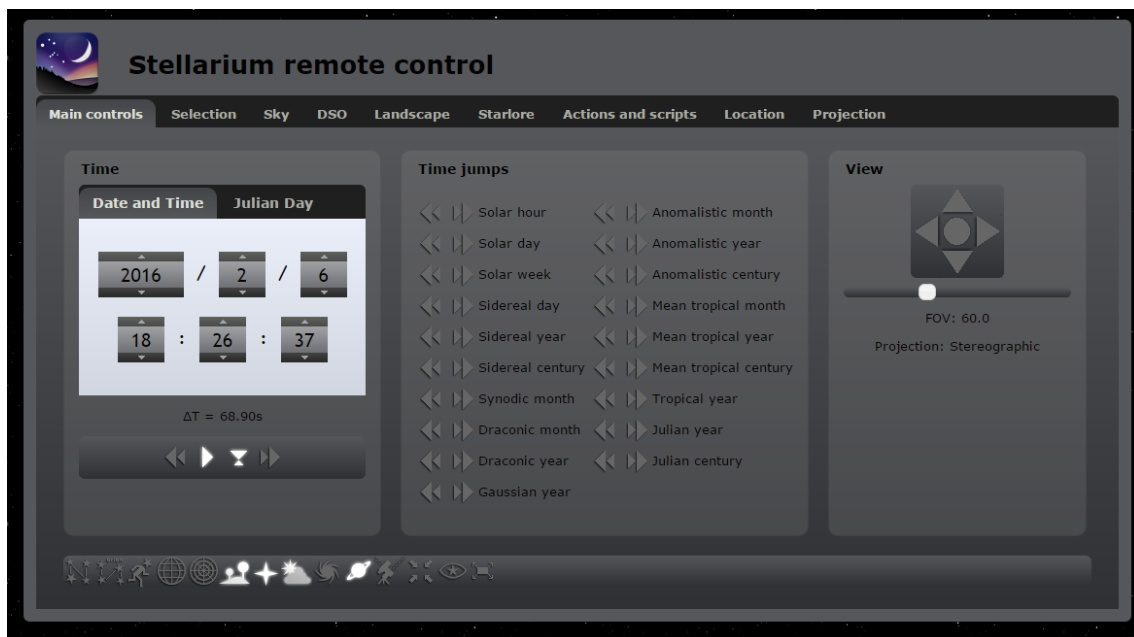 Stellarium remote control
Main controls Selection Sky DSO Landscape Starlore Actions and scripts Location Projection
Time
Date and Time Julian Day
2016 / 2 / 6
18 : 26 : 37
ΔT = 68.90s
Time jumps
Solar hour Anomalistic month
Solar day Anomalistic year
Solar week Anomalistic century
Sidereal day Mean tropical month
Sidereal year Mean tropical year
Sidereal century Mean tropical century
Synodic month Tropical year
Draconic month Julian year
Draconic year Julian century
Gaussian year
View
FOV: 60.0
Projection: Stereographic